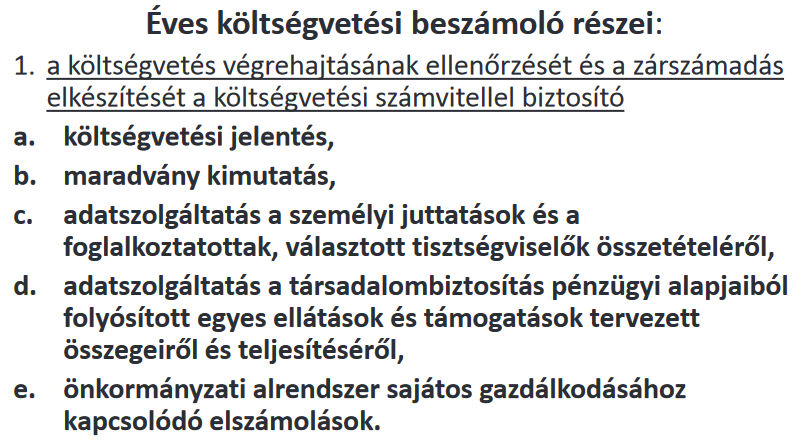 Éves költségvetési beszámoló részei:
1. a költségvetés végrehajtásának ellenőrzését és a zárszámadás
elkészítését a költségvetési számvitellel biztosító
a. költségvetési jelentés,
b. maradvány kimutatás,
c. adatszolgáltatás a személyi juttatások és a
foglalkoztatottak, választott tisztségviselők összetételéről,
d. adatszolgáltatás a társadalombiztosítás pénzügyi alapjaiból
folyósított egyes ellátások és támogatások tervezett
összegeiről és teljesítéséről,
e. önkormányzati alrendszer sajátos gazdálkodásához
kapcsolódó elszámolások.